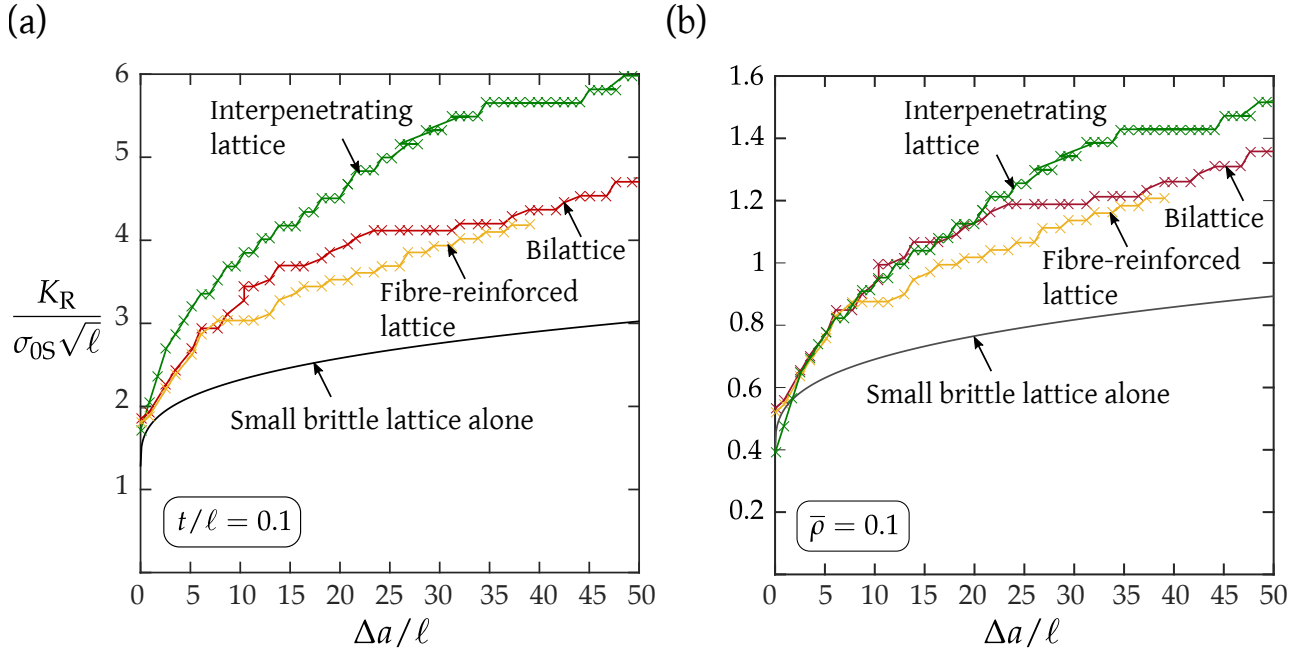 (a)
6
5
4
3
2
1
K_R / σ_0S √ℓ
Interpenetrating
lattice
Bilattice
Fibre-reinforced
lattice
Small brittle lattice alone
t/ℓ = 0.1
0 5 10 15 20 25 30 35 40 45 50
Δa/ℓ
(b)
1.6
1.4
1.2
1
0.8
0.6
0.4
0.2
Interpenetrating
lattice
Bilattice
Fibre-reinforced
lattice
Small brittle lattice alone
ρ̅ = 0.1
0 5 10 15 20 25 30 35 40 45 50
Δa/ℓ